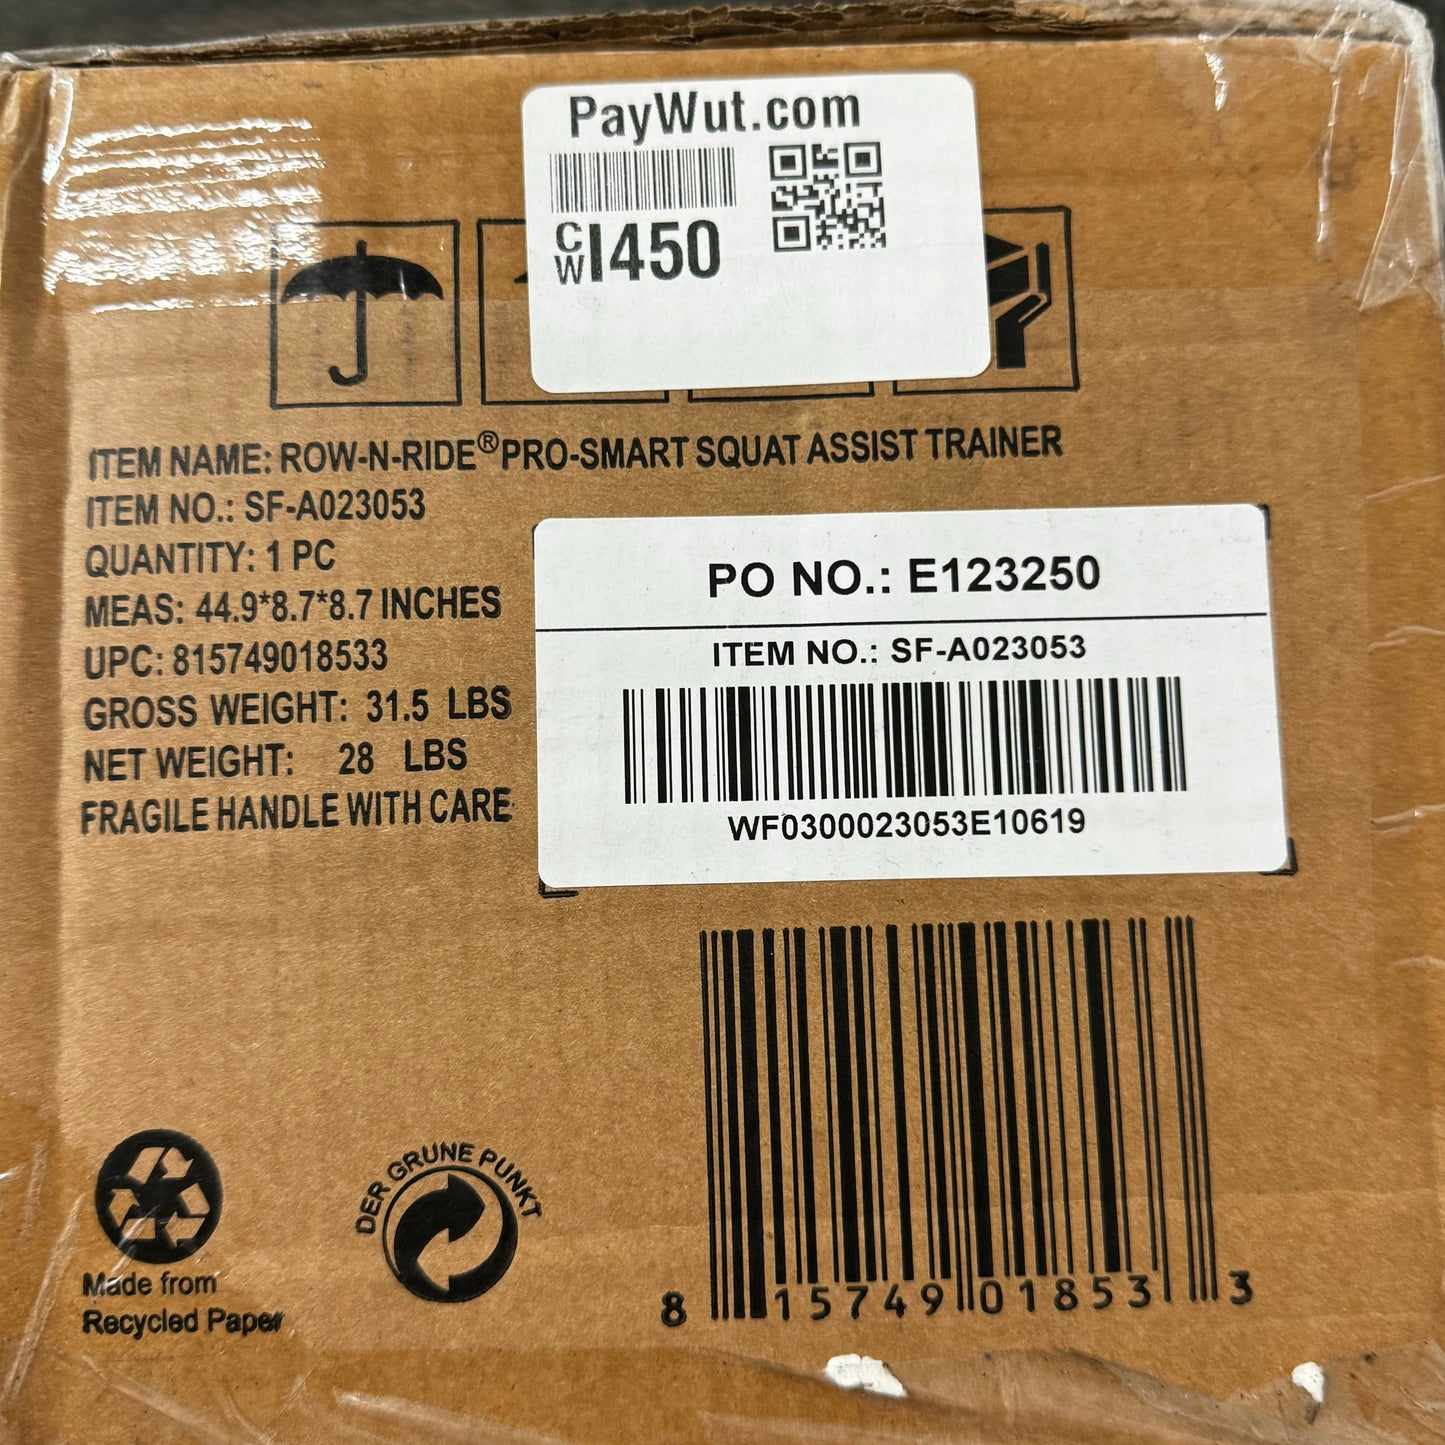 PayWut.com
CW I450
ITEM NAME: ROW-N-RIDE® PRO-SMART SQUAT ASSIST TRAINER
ITEM NO.: SF-A023053
QUANTITY: 1 PC
MEAS: 44.9*8.7*8.7 INCHES
UPC: 815749018533
GROSS WEIGHT: 31.5 LBS
NET WEIGHT: 28 LBS
FRAGILE HANDLE WITH CARE
PO NO.: E123250
ITEM NO.: SF-A023053
WF0300023053E10619
8 15749 01853 3
DER GRUNE PUNKT
Made from
Recycled Paper